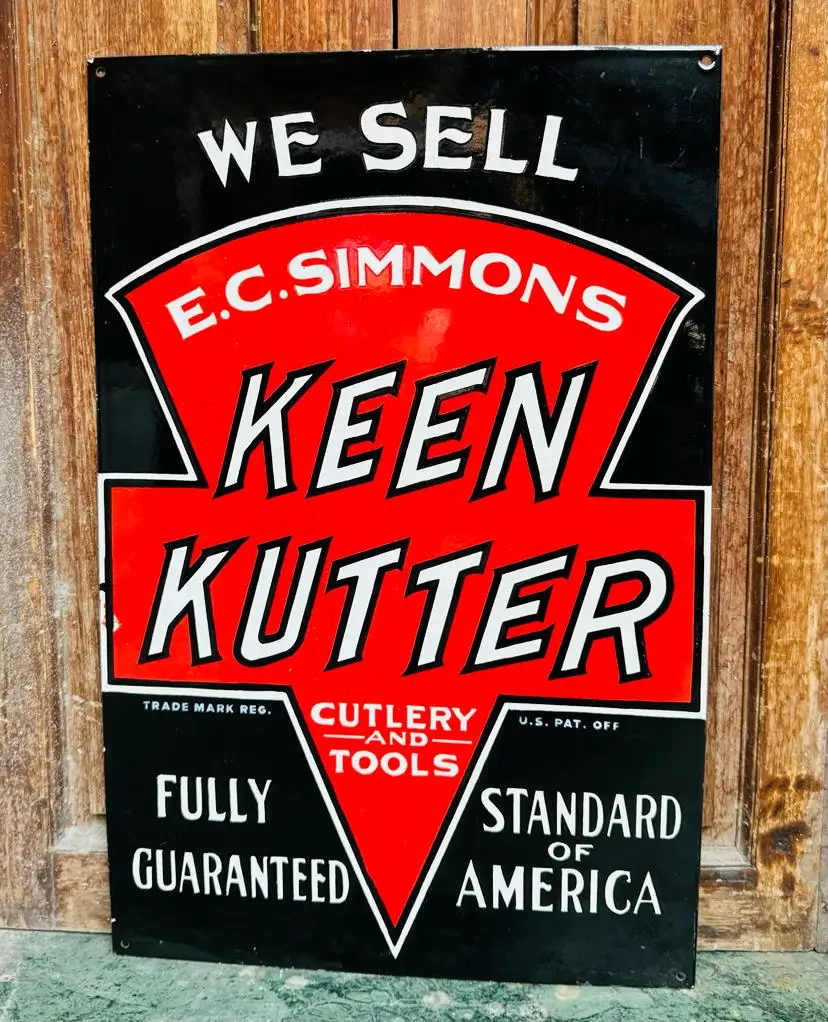 WE SELL
E.C. SIMMONS
KEEN
KUTTER
TRADE MARK REG.
U.S. PAT. OFF
CUTLERY
AND
TOOLS
FULLY
GUARANTEED
STANDARD
OF
AMERICA